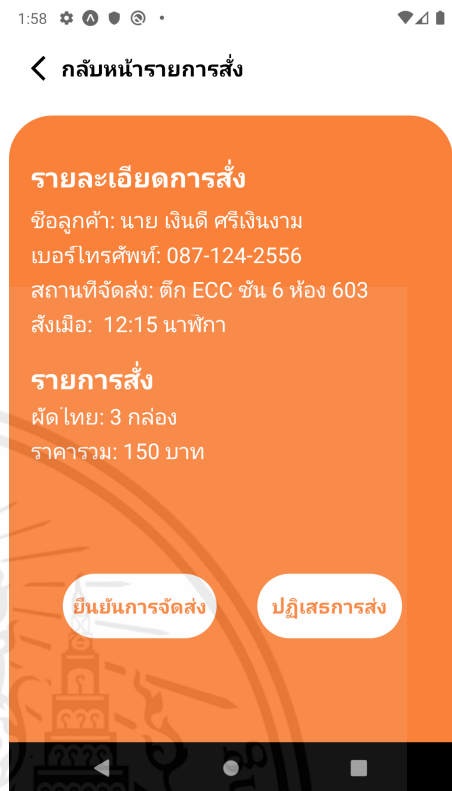 1:58
กลับหน้ารายการสั่ง
รายละเอียดการสั่ง
ชื่อลูกค้า: นาย เงินดี ศรีเงินงาม
เบอร์โทรศัพท์: 087-124-2556
สถานที่จัดส่ง: ตึก ECC ชั้น 6 ห้อง 603
สั่งเมื่อ: 12:15 นาฬิกา
รายการสั่ง
ผัดไทย: 3 กล่อง
ราคารวม: 150 บาท
ยืนยันการจัดส่ง
ปฏิเสธการส่ง